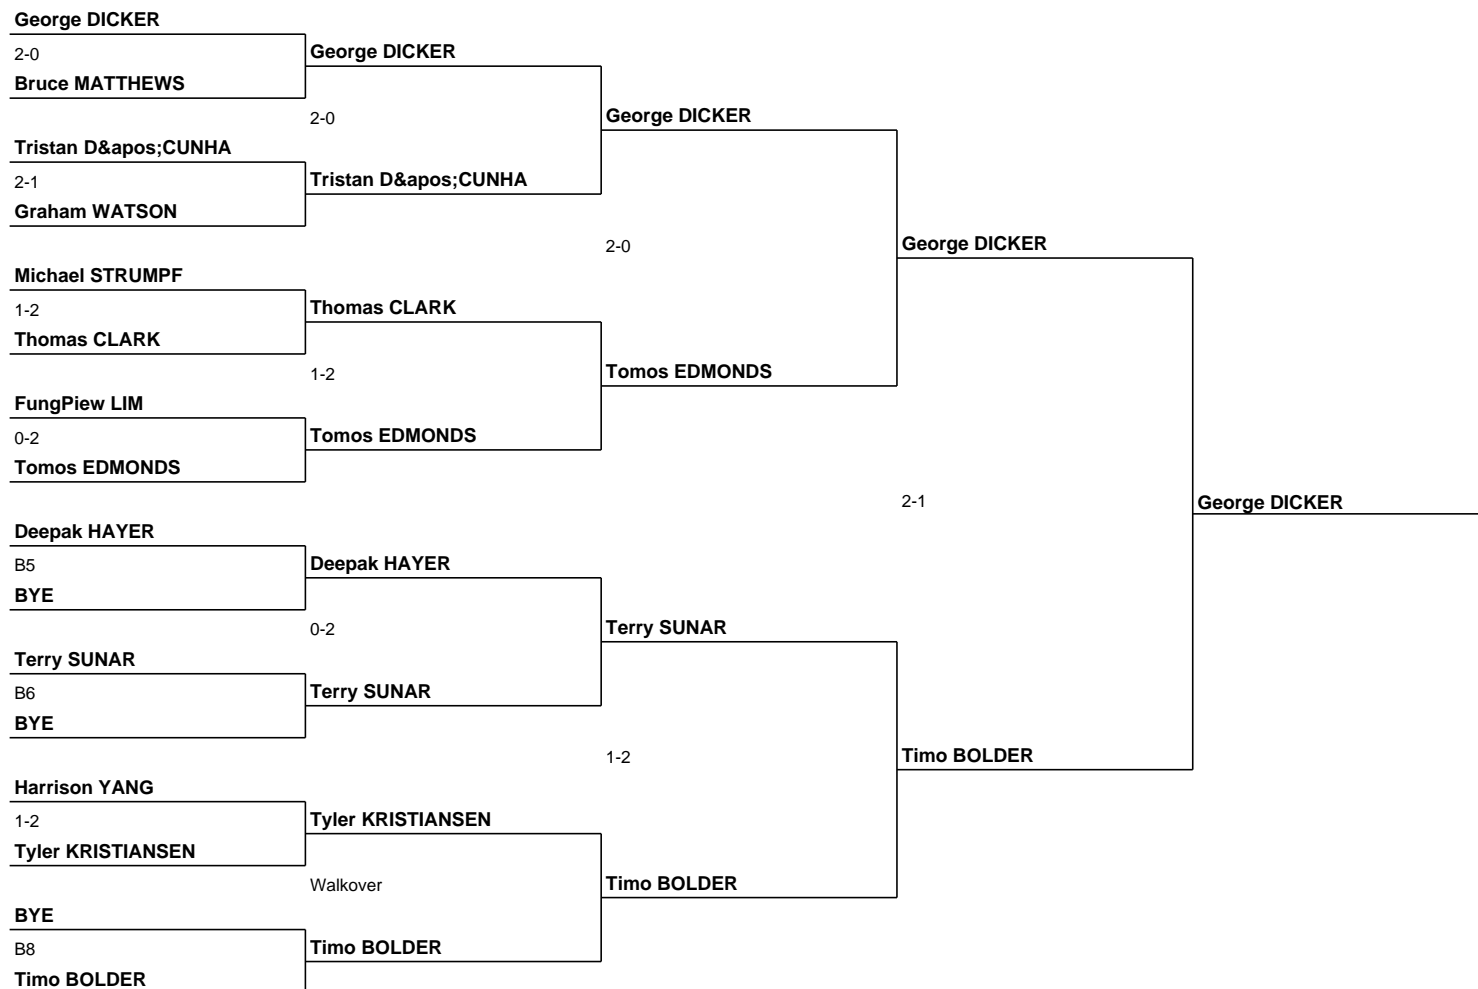 George DICKER
2-0
George DICKER
Bruce MATTHEWS
2-0
George DICKER
Tristan D&apos;CUNHA
2-1
Tristan D&apos;CUNHA
Graham WATSON
2-0
George DICKER
Michael STRUMPF
1-2
Thomas CLARK
Thomas CLARK
1-2
Tomos EDMONDS
FungPiew LIM
0-2
Tomos EDMONDS
Tomos EDMONDS
2-1
George DICKER
Deepak HAYER
B5
Deepak HAYER
BYE
0-2
Terry SUNAR
Terry SUNAR
B6
Terry SUNAR
BYE
1-2
Timo BOLDER
Harrison YANG
1-2
Tyler KRISTIANSEN
Tyler KRISTIANSEN
Walkover
Timo BOLDER
BYE
B8
Timo BOLDER
Timo BOLDER